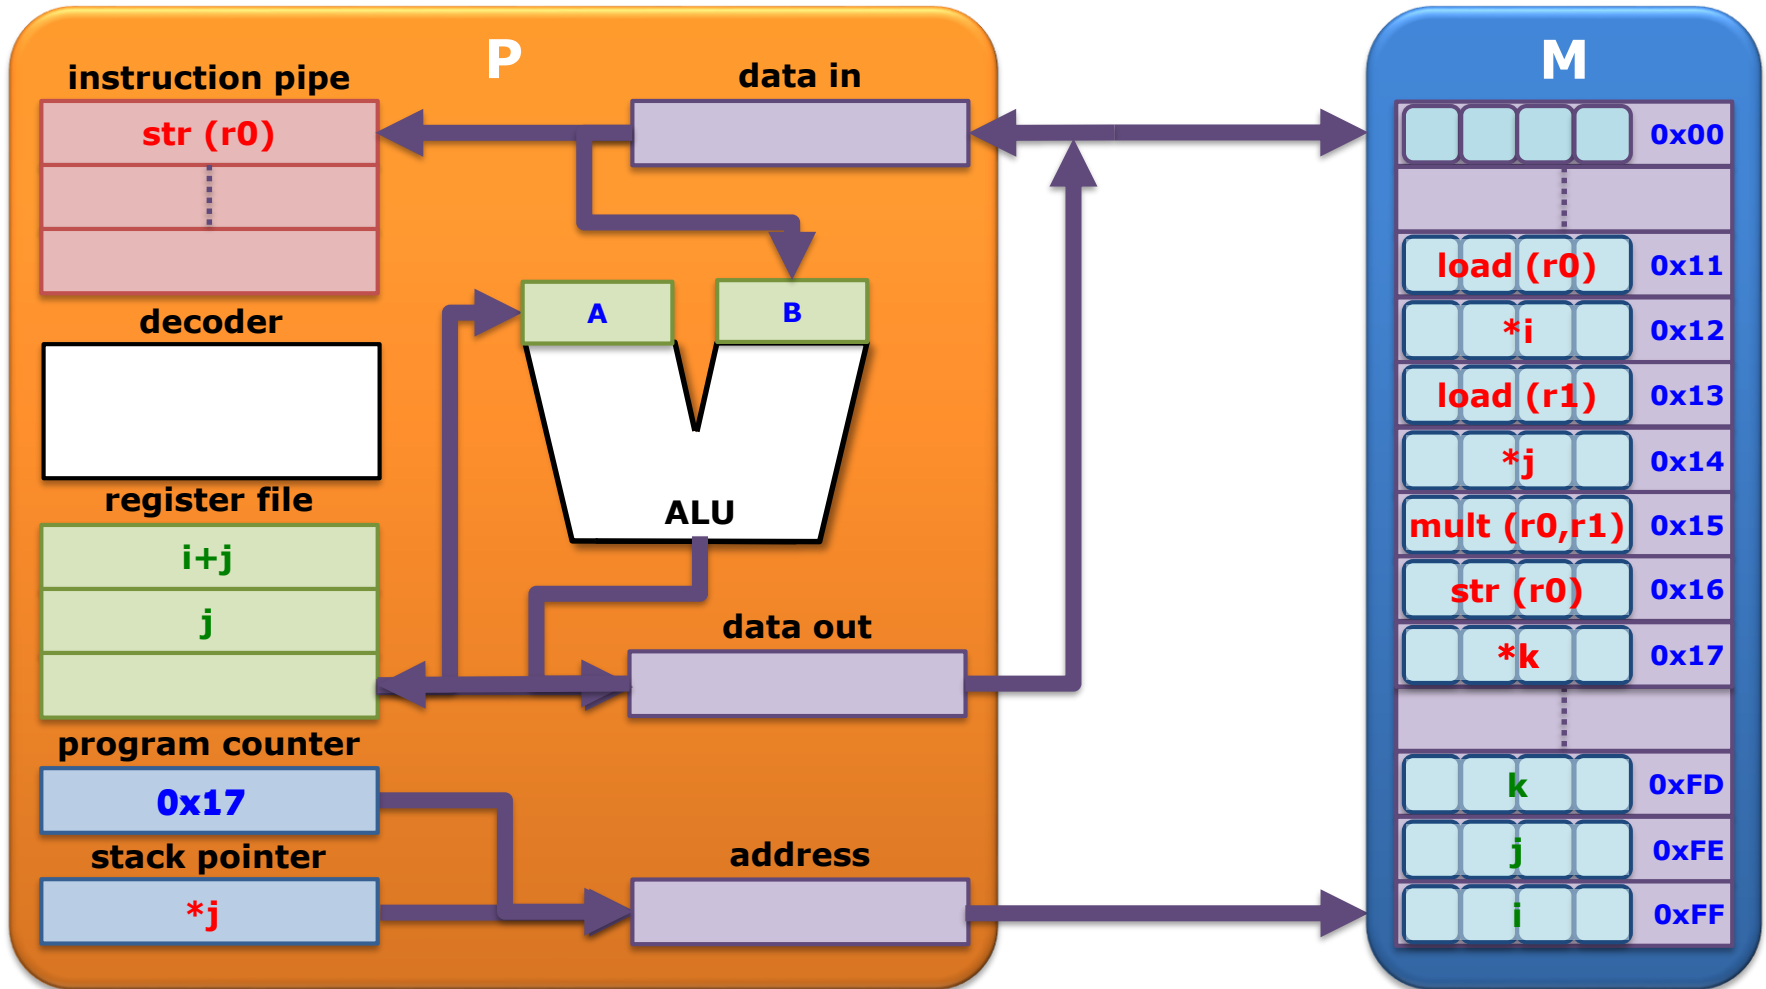 P
instruction pipe
str (r0)
decoder
register file
i+j
j
program counter
0x17
stack pointer
*j
data in
A
B
ALU
data out
address
M
0x00
load (r0) 0x11
*i 0x12
load (r1) 0x13
*j 0x14
mult (r0,r1) 0x15
str (r0) 0x16
*k 0x17
k 0xFD
j 0xFE
i 0xFF